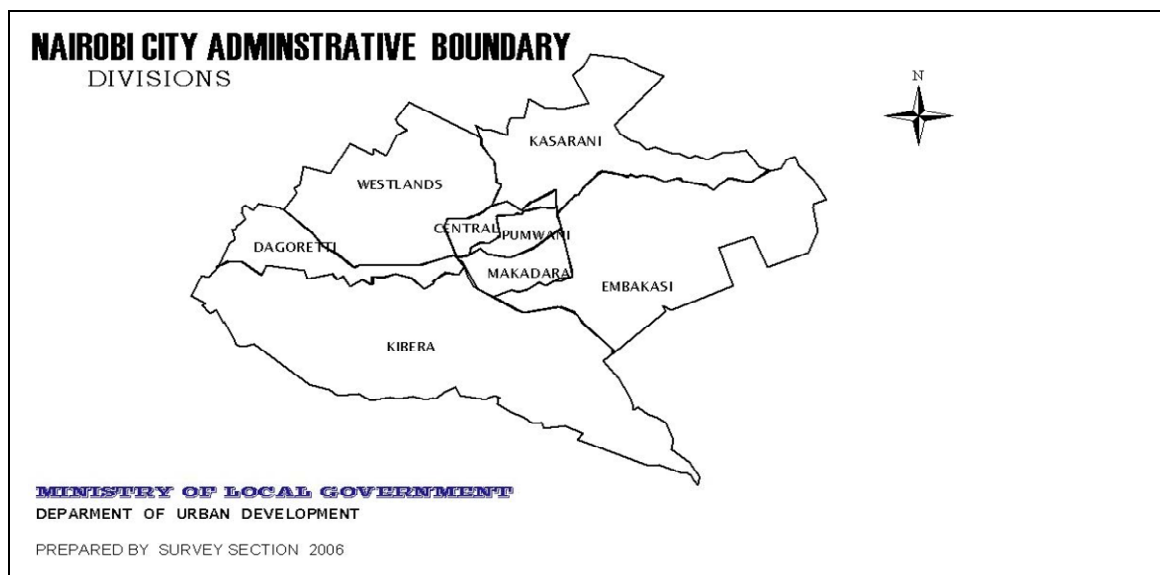 NAIROBI CITY ADMINSTRATIVE BOUNDARY
DIVISIONS
N
KASARANI
WESTLANDS
CENTRAL
PUMWANI
DAGORETTI
MAKADARA
EMBAKASI
KIBERA
MINISTRY OF LOCAL GOVERNMENT
DEPARMENT OF URBAN DEVELOPMENT
PREPARED BY SURVEY SECTION 2006